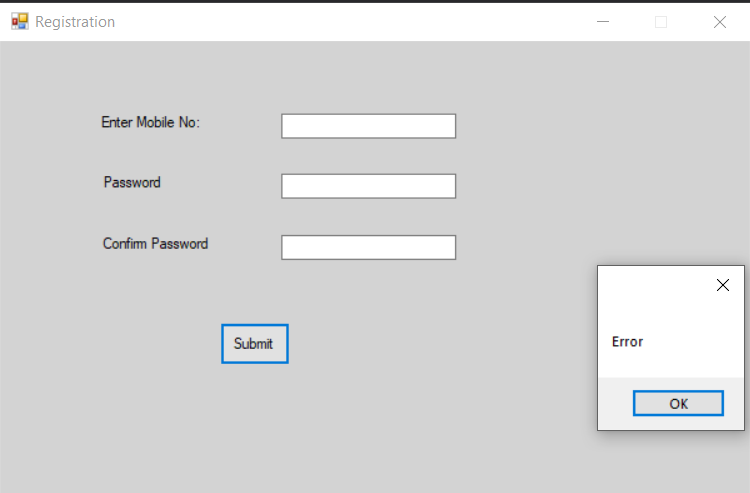 Registration
Enter Mobile No:
Password
Confirm Password
Submit
Error
OK